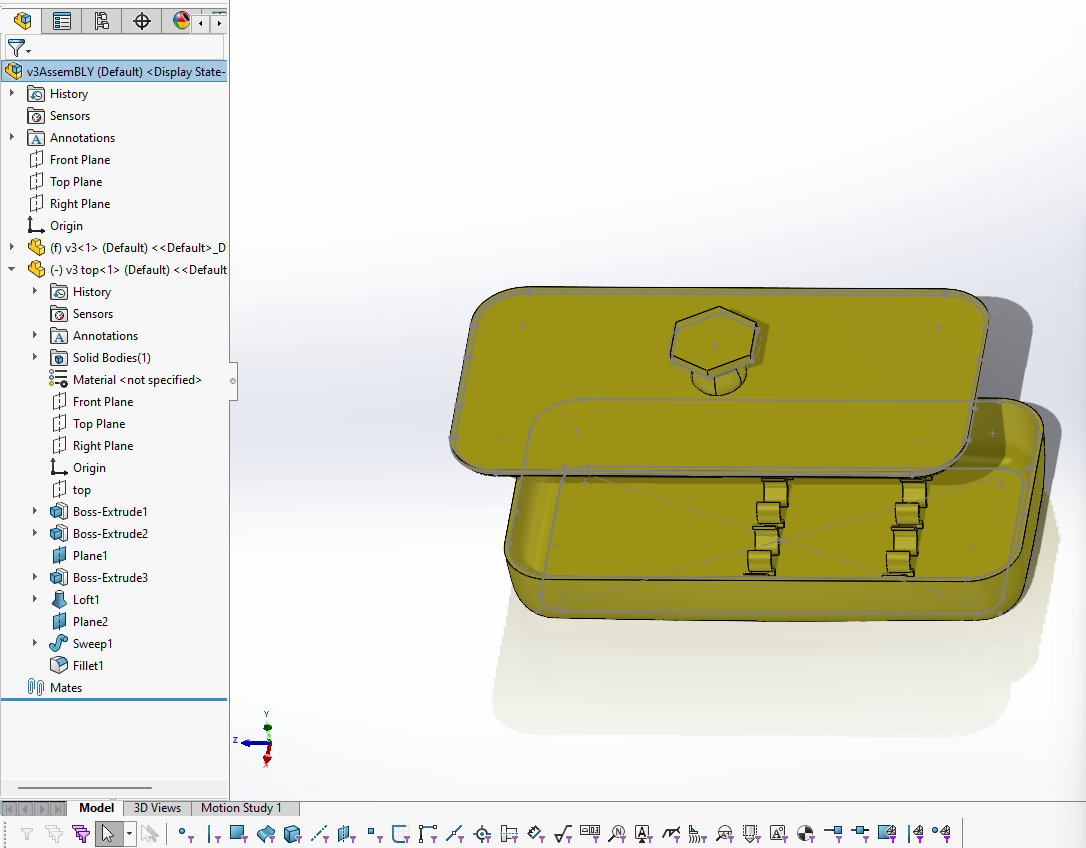 v3AssemBLY (Default) <Display State-
History
Sensors
Annotations
Front Plane
Top Plane
Right Plane
Origin
(f) v3<1> (Default) <<Default>_D
(-) v3 top<1> (Default) <<Default
History
Sensors
Annotations
Solid Bodies(1)
Material <not specified>
Front Plane
Top Plane
Right Plane
Origin
top
Boss-Extrude1
Boss-Extrude2
Plane1
Boss-Extrude3
Loft1
Plane2
Sweep1
Fillet1
Mates
Y
Z
X
Model 3D Views Motion Study 1